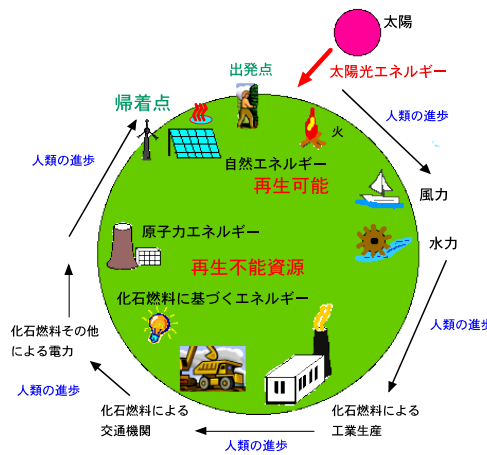 太陽
出発点
太陽光エネルギー
帰着点
人類の進歩
火
人類の進歩
自然エネルギー
再生可能
風力
原子力エネルギー
水力
再生不能資源
化石燃料に基づくエネルギー
人類の進歩
化石燃料その他
による電力
人類の進歩
化石燃料による
交通機関
化石燃料による
工業生産
人類の進歩